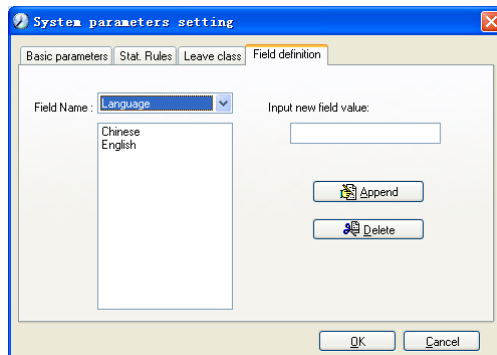 System parameters setting
Basic parameters Stat. Rules Leave class Field definition
Field Name : Language Input new field value:
Chinese
English
Append
Delete
OK Cancel